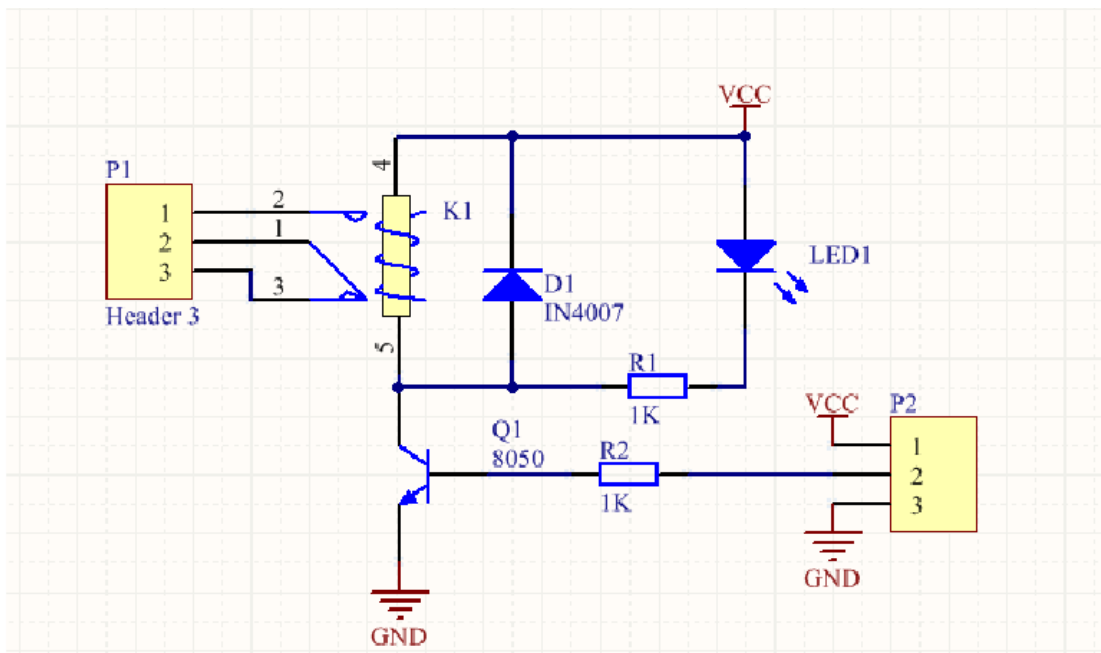 VCC
P1
4
1
2
3
2
1
3
K1
Header 3
LED1
D1
IN4007
5
R1
1K
VCC
P2
Q1
8050
R2
1K
1
2
3
GND
GND